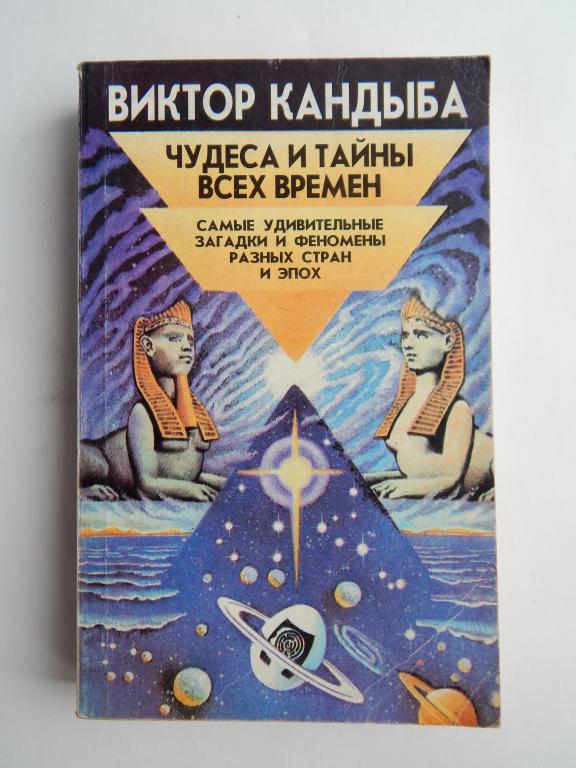 ВИКТОР КАНДЫБА
ЧУДЕСА И ТАЙНЫ
ВСЕХ ВРЕМЕН
САМЫЕ УДИВИТЕЛЬНЫЕ
ЗАГАДКИ И ФЕНОМЕНЫ
РАЗНЫХ СТРАН
И ЭПОХ